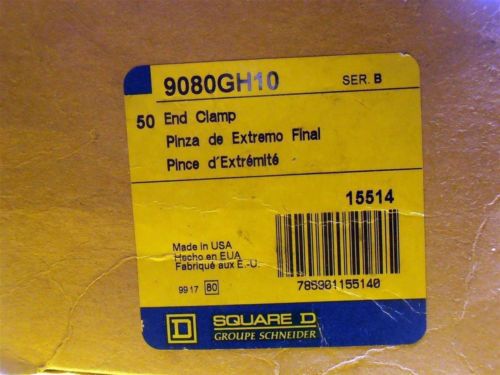 9080GH10 SER. B
50 End Clamp
Pinza de Extremo Final
Pince d'Extrémité
15514
Made in USA
Hecho en EUA
Fabriqué aux E.-U.
785901155140
9917 80
D SQUARE D
GROUPE SCHNEIDER